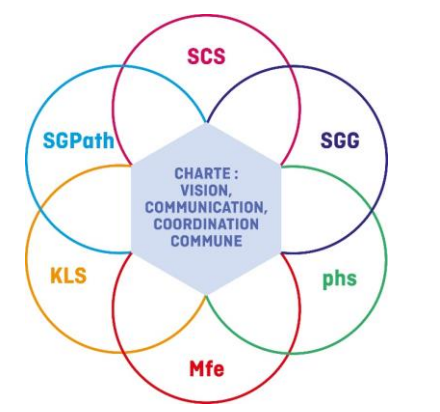 SCS
SGPath
SGG
CHARTE :
VISION,
COMMUNICATION,
COORDINATION
COMMUNE
KLS
phs
Mfe